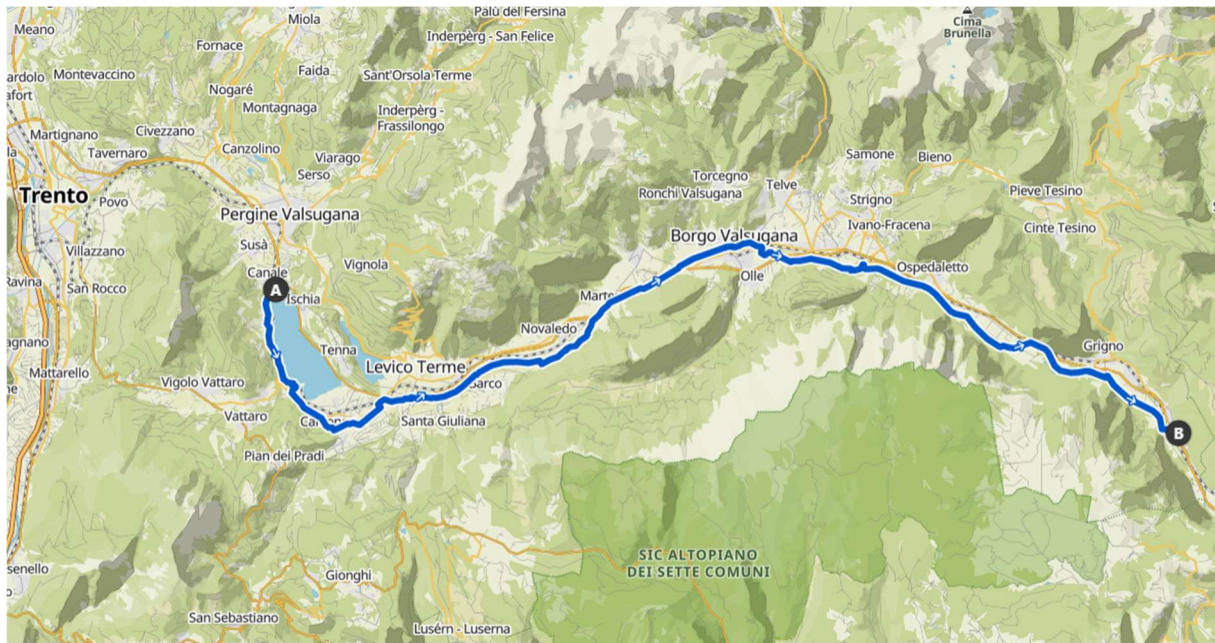 Palù del Fersina
Miola
Cima
Brunella
Meano
Inderpèrg - San Felice
Fornace
Faida
Sant'Orsola Terme
ardolo
Montevaccino
afort
Nogaré
Montagnaga
Inderpèrg -
Frassilongo
Martignano
Civezzano
la
Tavernaro
Canzolino
Viarago
Samone
Bieno
Serso
Torcegno
Telve
Trento
Povo
Ronchi Valsugana
Pieve Tesino
Strigno
Pergine Valsugana
Ivano-Fracena
Cinte Tesino
Borgo Valsugana
Susà
Villazzano
Vignola
Ospedaletto
Canale
Olle
Ravina
San Rocco
A
Ischia
Marte
Novaledo
agnano
Tenna
Grigno
Levico Terme
Mattarello
Vigolo Vattaro
Barco
Vattaro
Santa Giuliana
B
Pian dei Pradi
SIC ALTOPIANO
DEI SETTE COMUNI
senello
Gionghi
San Sebastiano
Lusérn - Luserna